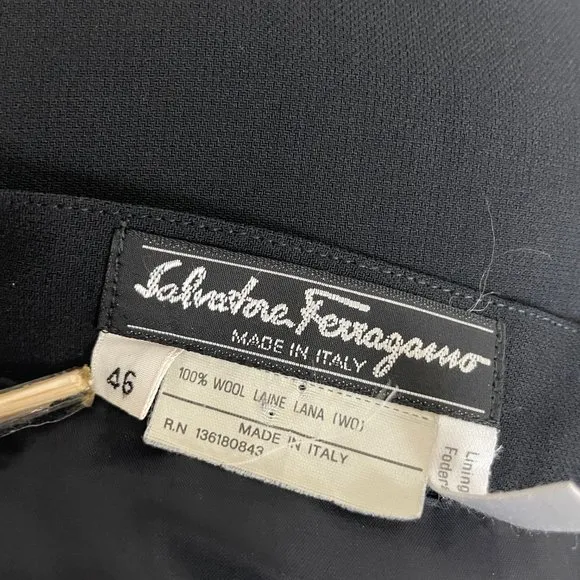 Salvatore Ferragamo
MADE IN ITALY
46
100% WOOL LAINE LANA (WO)
MADE IN ITALY
R.N 136180843
Lining
Foder